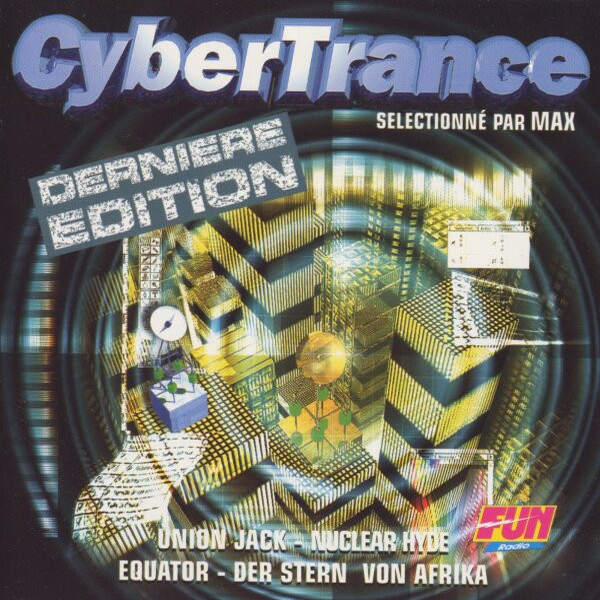 CyberTrance
SELECTIONNÉ PAR MAX
DERNIERE
EDITION
UNION JACK - NUCLEAR HYDE
EQUATOR - DER STERN VON AFRIKA
FUN
Radio